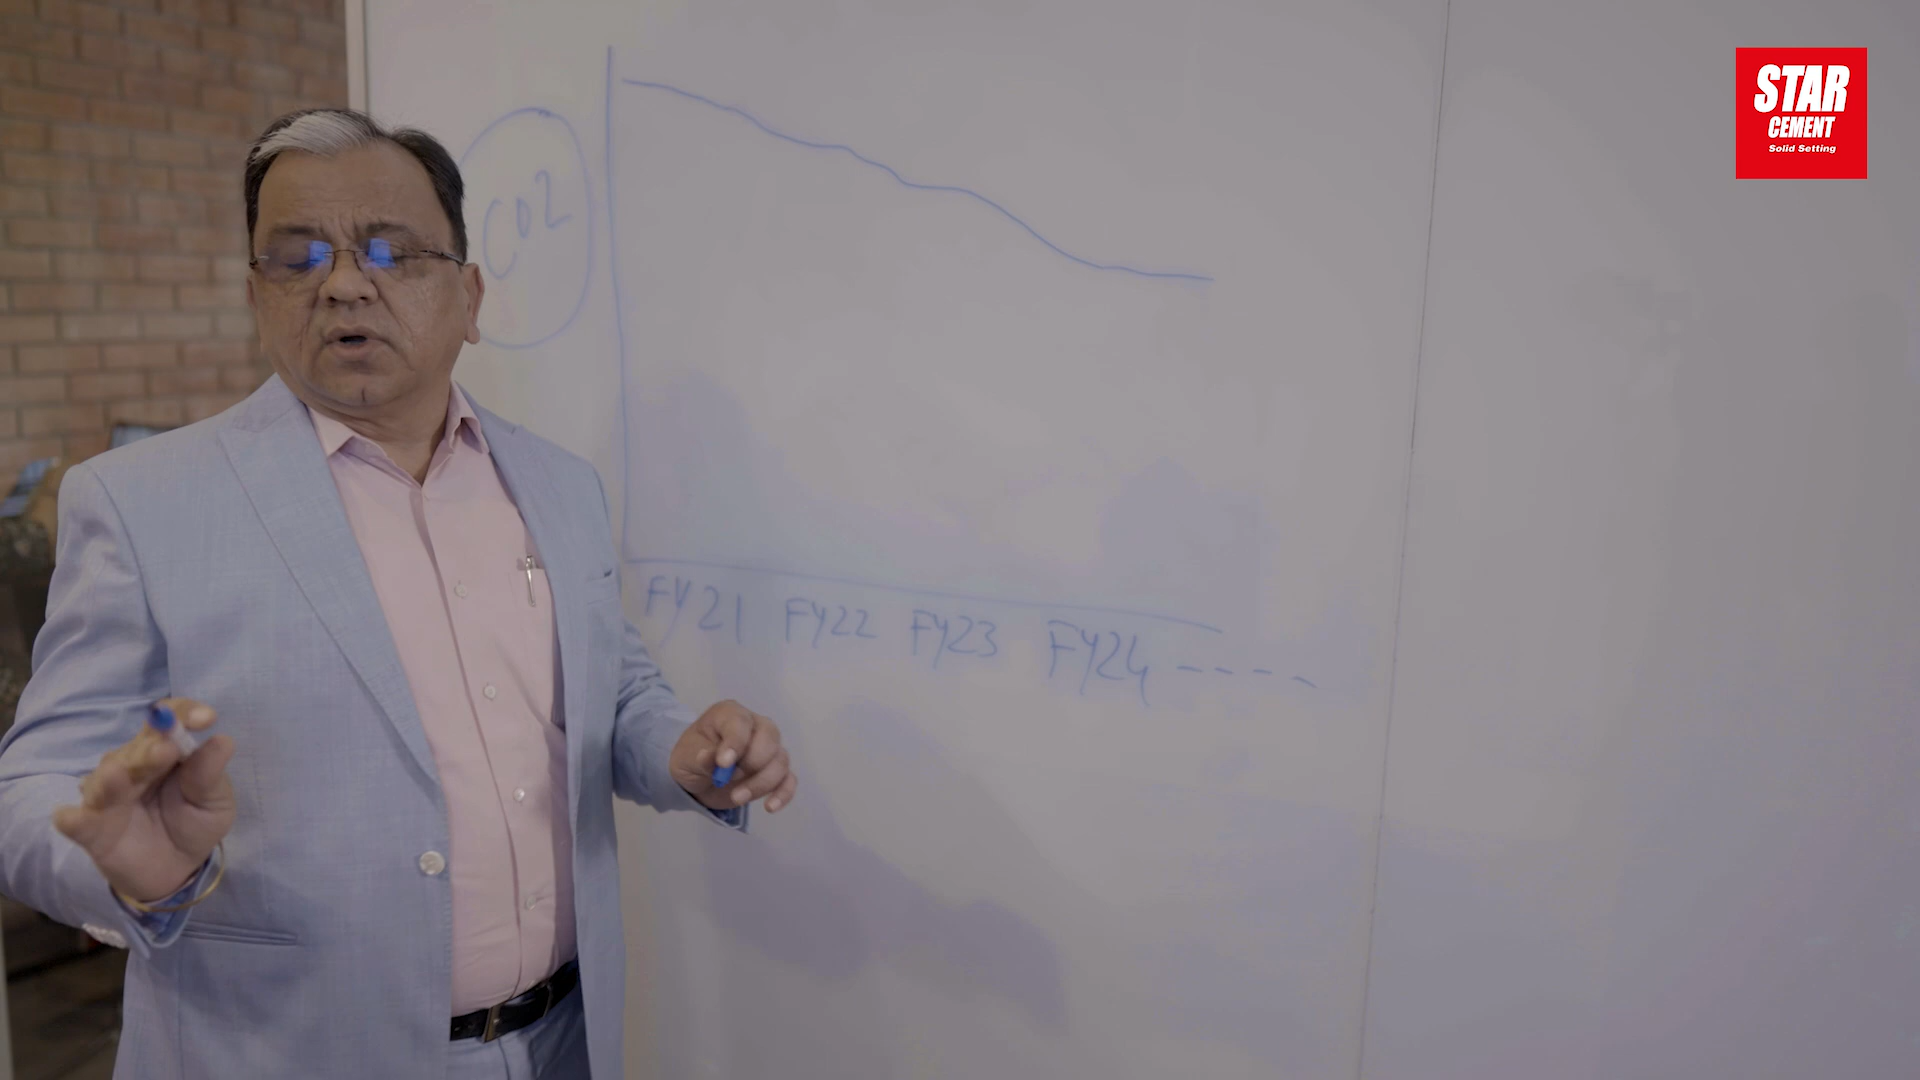 STAR
CEMENT
Solid Setting
CO2
FY21 FY22 FY23 FY24 ----